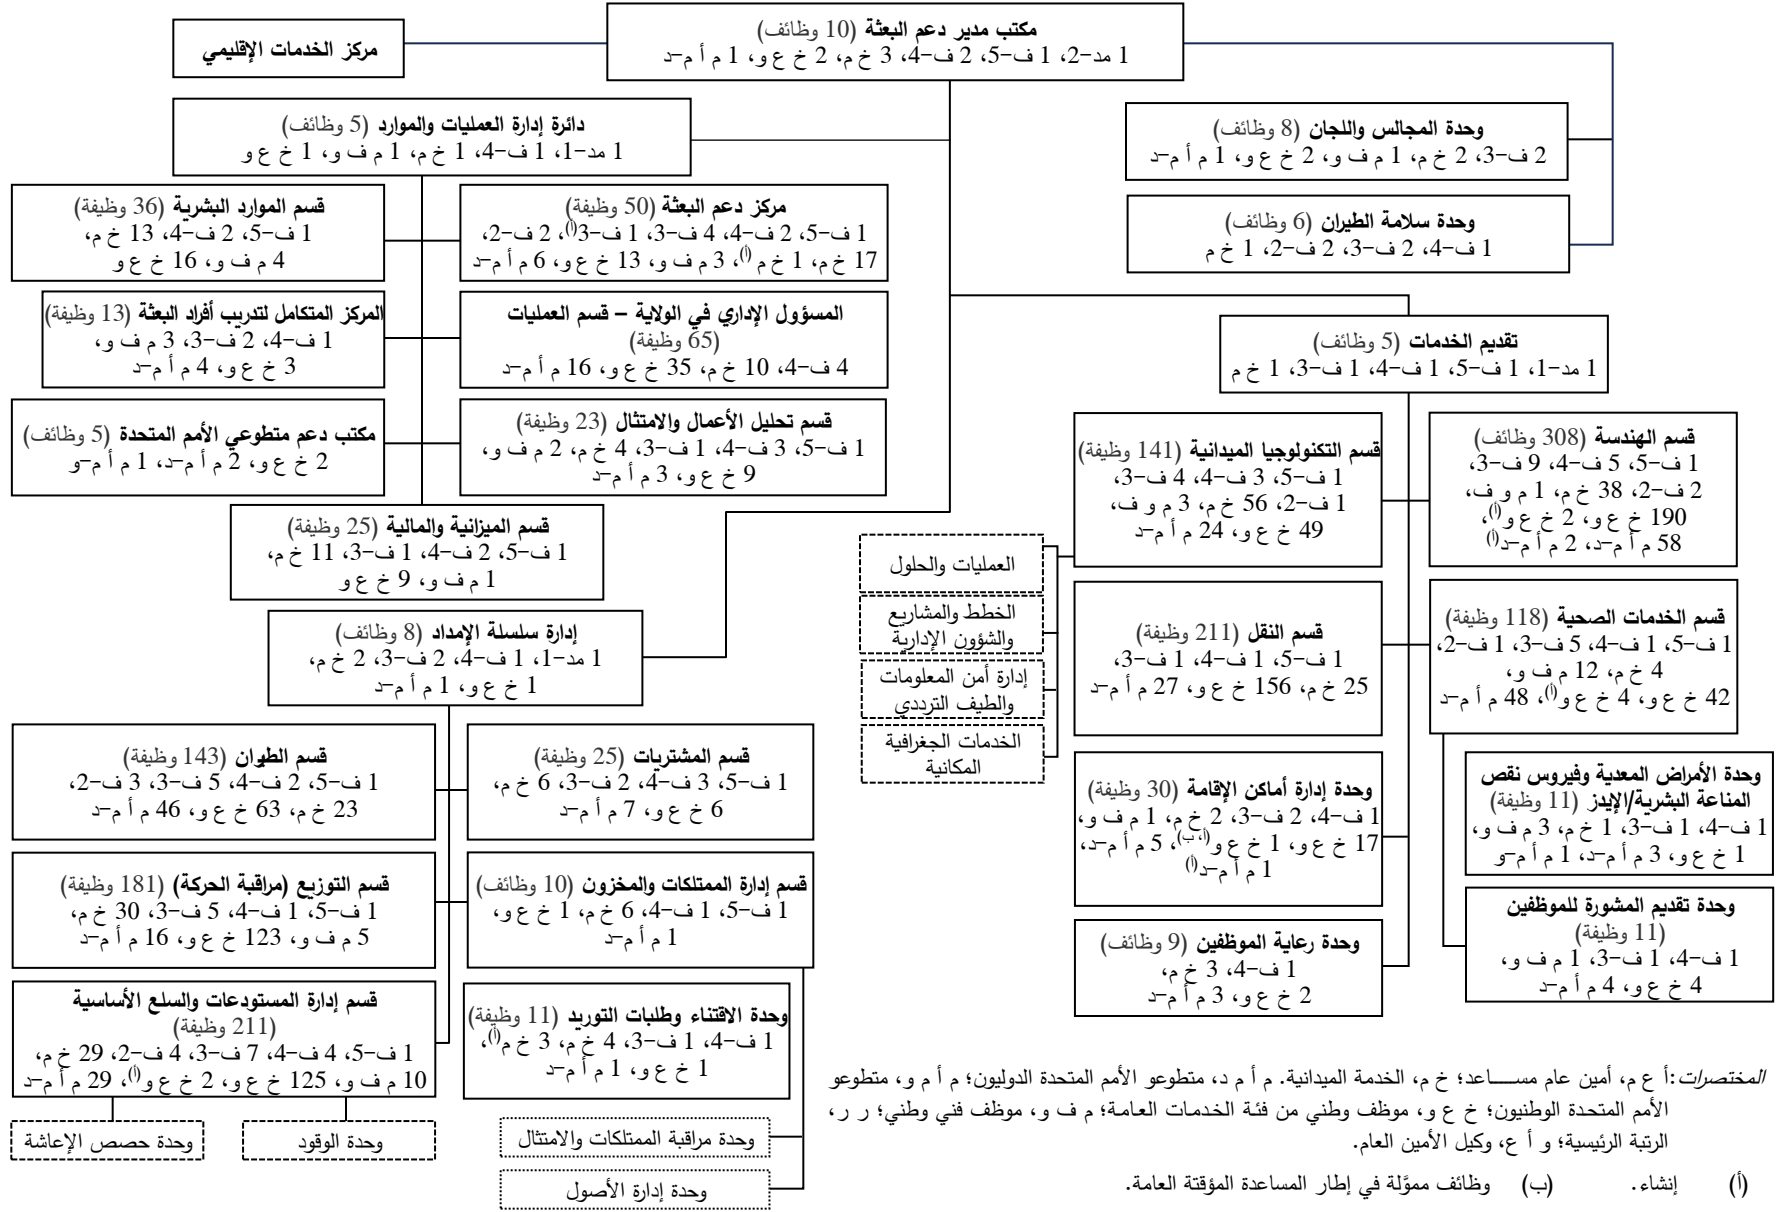 مكتب مدير دعم البعثة (10 وظائف)
1 مد–2، 1 ف–5، 2 ف–4، 3 خ م، 2 خ ع و، 1 م أ م–د
مركز الخدمات الإقليمي
دائرة إدارة العمليات والموارد (5 وظائف)
1 مد–1، 1 ف–4، 1 خ م، 1 م ف و، 1 خ ع و
وحدة المجالس واللجان (8 وظائف)
2 ف–3، 2 خ م، 1 م ف و، 2 خ ع و، 1 م أ م–د
وحدة سلامة الطيران (6 وظائف)
1 ف–4، 2 ف–3، 2 ف–2، 1 خ م
مركز دعم البعثة (50 وظيفة)
1 ف–5، 2 ف–4، 4 ف–3، 1 ف–3(أ)، 2 ف–2،
17 خ م، 1 خ م (أ)، 3 م ف و، 13 خ ع و، 6 م أ م–د
قسم الموارد البشرية (36 وظيفة)
1 ف–5، 2 ف–4، 13 خ م،
4 م ف و، 16 خ ع و
المسؤول الإداري في الولاية – قسم العمليات
(65 وظيفة)
4 ف–4، 10 خ م، 35 خ ع و، 16 م أ م–د
المركز المتكامل لتدريب أفراد البعثة (13 وظيفة)
1 ف–4، 2 ف–3، 3 م ف و،
3 خ ع و، 4 م أ م–د
قسم تحليل الأعمال والامتثال (23 وظيفة)
1 ف–5، 3 ف–4، 1 ف–3، 4 خ م، 2 م ف و،
9 خ ع و، 3 م أ م–د
مكتب دعم متطوعي الأمم المتحدة (5 وظائف)
2 خ ع و، 2 م أ م–د، 1 م أ م–و
قسم الميزانية والمالية (25 وظيفة)
1 ف–5، 2 ف–4، 1 ف–3، 11 خ م،
1 م ف و، 9 خ ع و
تقديم الخدمات (5 وظائف)
1 مد–1، 1 ف–5، 1 ف–4، 1 ف–3، 1 خ م
قسم الهندسة (308 وظائف)
1 ف–5، 5 ف–4، 9 ف–3،
2 ف–2، 38 خ م، 1 م و ف،
190 خ ع و، 2 خ ع و(أ)،
58 م أ م–د، 2 م أ م–د(أ)
قسم التكنولوجيا الميدانية (141 وظيفة)
1 ف–5، 3 ف–4، 4 ف–3،
1 ف–2، 56 خ م، 3 م و ف،
49 خ ع و، 24 م أ م–د
العمليات والحلول
الخطط والمشاريع
والشؤون الإدارية
إدارة أمن المعلومات
والطيف الترددي
الخدمات الجغرافية
المكانية
قسم الخدمات الصحية (118 وظيفة)
1 ف–5، 1 ف–4، 5 ف–3، 1 ف–2،
4 خ م، 12 م ف و،
42 خ ع و، 4 خ ع و(أ)، 48 م أ م–د
قسم النقل (211 وظيفة)
1 ف–5، 1 ف–4، 1 ف–3،
25 خ م، 156 خ ع و، 27 م أ م–د
وحدة الأمراض المعدية وفيروس نقص
المناعة البشرية/الإيدز (11 وظيفة)
1 ف–4، 1 ف–3، 1 خ م، 3 م ف و،
1 خ ع و، 3 م أ م–د، 1 م أ م–و
وحدة إدارة أماكن الإقامة (30 وظيفة)
1 ف–4، 2 ف–3، 2 خ م، 1 م ف و،
17 خ ع و، 1 خ ع و(أ، ب)، 5 م أ م–د،
1 م أ م–د(أ)
وحدة تقديم المشورة للموظفين
(11 وظيفة)
1 ف–4، 1 ف–3، 1 م ف و،
4 خ ع و، 4 م أ م–د
وحدة رعاية الموظفين (9 وظائف)
1 ف–4، 3 خ م،
2 خ ع و، 3 م أ م–د
إدارة سلسلة الإمداد (8 وظائف)
1 مد–1، 1 ف–4، 2 ف–3، 2 خ م،
1 خ ع و، 1 م أ م–د
قسم المشتريات (25 وظيفة)
1 ف–5، 3 ف–4، 2 ف–3، 6 خ م،
6 خ ع و، 7 م أ م–د
قسم الطيران (143 وظيفة)
1 ف–5، 2 ف–4، 5 ف–3، 3 ف–2،
23 خ م، 63 خ ع و، 46 م أ م–د
قسم إدارة الممتلكات والمخزون (10 وظائف)
1 ف–5، 1 ف–4، 6 خ م، 1 خ ع و،
1 م أ م–د
قسم التوزيع (مراقبة الحركة) (181 وظيفة)
1 ف–5، 1 ف–4، 5 ف–3، 30 خ م،
5 م ف و، 123 خ ع و، 16 م أ م–د
وحدة الاقتناء وطلبات التوريد (11 وظيفة)
1 ف–4، 1 ف–3، 4 خ م، 3 خ م(أ)،
1 خ ع و، 1 م أ م–د
قسم إدارة المستودعات والسلع الأساسية
(211 وظيفة)
1 ف–5، 4 ف–4، 7 ف–3، 4 ف–2، 29 خ م،
10 م ف و، 125 خ ع و، 2 خ ع و(أ)، 29 م أ م–د
وحدة الوقود
وحدة حصص الإعاشة
وحدة مراقبة الممتلكات والامتثال
وحدة إدارة الأصول
المختصرات: أ ع م، أمين عام مساعد؛ خ م، الخدمة الميدانية. م أ م د، متطوعو الأمم المتحدة الدوليون؛ م أ م و، متطوعو
الأمم المتحدة الوطنيون؛ خ ع و، موظف وطني من فئة الخدمات العامة؛ م ف و، موظف فني وطني؛ ر ر،
الرتبة الرئيسية؛ و أ ع، وكيل الأمين العام.
(أ) إنشاء. (ب) وظائف مموَّلة في إطار المساعدة المؤقتة العامة.